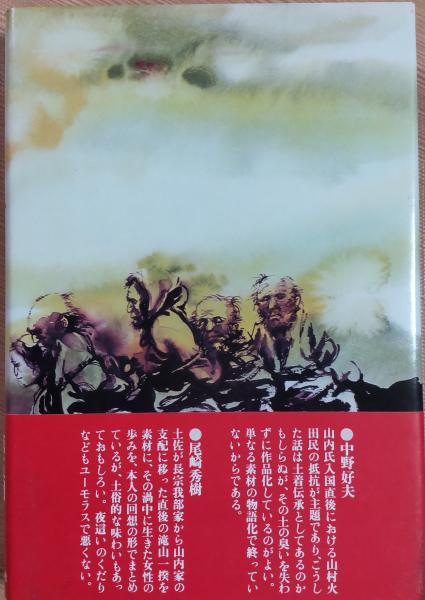 ●中野好夫
山内氏入国直後における山村火
田民の抵抗が主題であり、こうし
た話は土着伝承としてあるのか
もしらぬが、その土の臭いを失わ
ずに作品化しているのがよい。
単なる素材の物語化で終ってい
ないからである。
●尾崎秀樹
土佐が長宗我部家から山内家の
支配に移った直後の滝山一揆を
素材に、その渦中に生きた女性の
歩みを、本人の回想の形でまとめ
ているが、土俗的な味わいもあっ
ておもしろい。夜這いのくだり
などもユーモラスで悪くない。